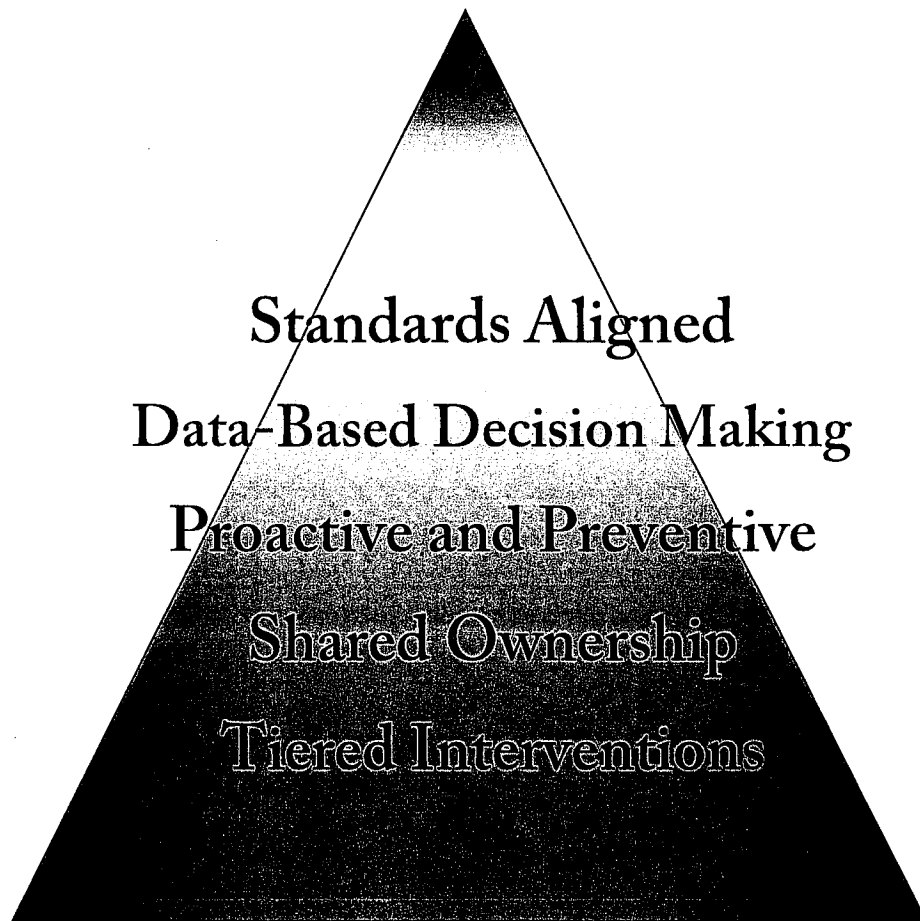 Standards Aligned
Data-Based Decision Making
Proactive and Preventive
Shared Ownership
Tiered Interventions